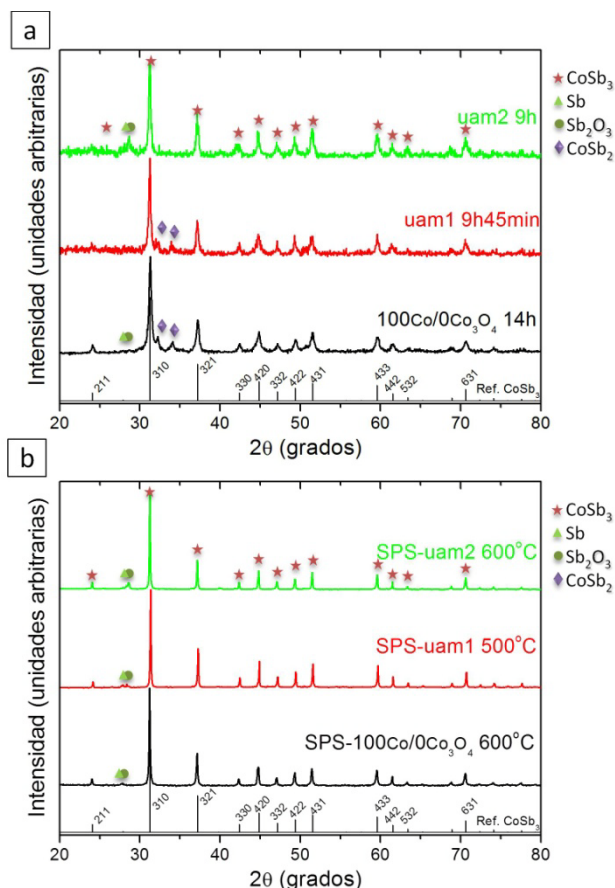 a
Intensidad (unidades arbitrarias)
uam2 9h
uam1 9h45min
100Co/0Co₃O₄ 14h
211
310
321
330
420
332
422
431
433
442
532
631
Ref. CoSb₃
20 30 40 50 60 70 80
2θ (grados)
CoSb₃
Sb
Sb₂O₃
CoSb₂
b
Intensidad (unidades arbitrarias)
SPS-uam2 600°C
SPS-uam1 500°C
SPS-100Co/0Co₃O₄ 600°C
211
310
321
330
420
332
422
431
433
442
532
631
Ref. CoSb₃
20 30 40 50 60 70 80
2θ (grados)
CoSb₃
Sb
Sb₂O₃
CoSb₂